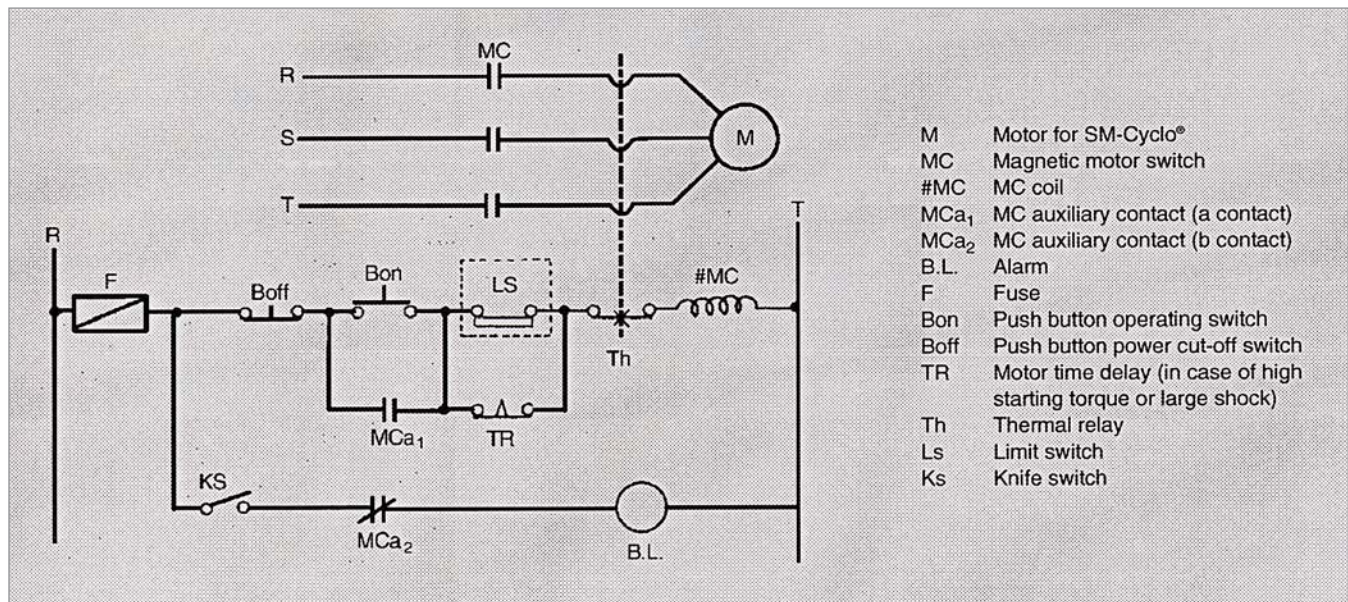 MC
R
S
M
T
R
T
F
Boff
Bon
LS
#MC
Th
MCa₁
TR
KS
MCa₂
B.L.
M Motor for SM-Cyclo®
MC Magnetic motor switch
#MC MC coil
MCa₁ MC auxiliary contact (a contact)
MCa₂ MC auxiliary contact (b contact)
B.L. Alarm
F Fuse
Bon Push button operating switch
Boff Push button power cut-off switch
TR Motor time delay (in case of high
starting torque or large shock)
Th Thermal relay
Ls Limit switch
Ks Knife switch